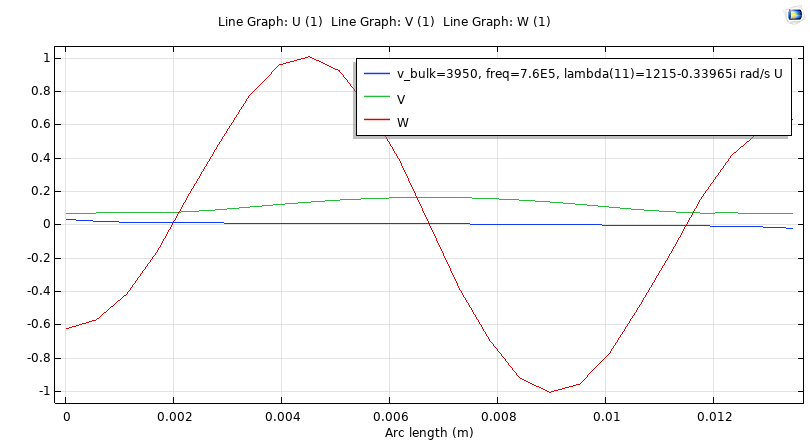 Line Graph: U (1)  Line Graph: V (1)  Line Graph: W (1)
v_bulk=3950, freq=7.6E5, lambda(11)=1215-0.33965i rad/s U
V
W
1
0.8
0.6
0.4
0.2
0
-0.2
-0.4
-0.6
-0.8
-1
0 0.002 0.004 0.006 0.008 0.01 0.012
Arc length (m)